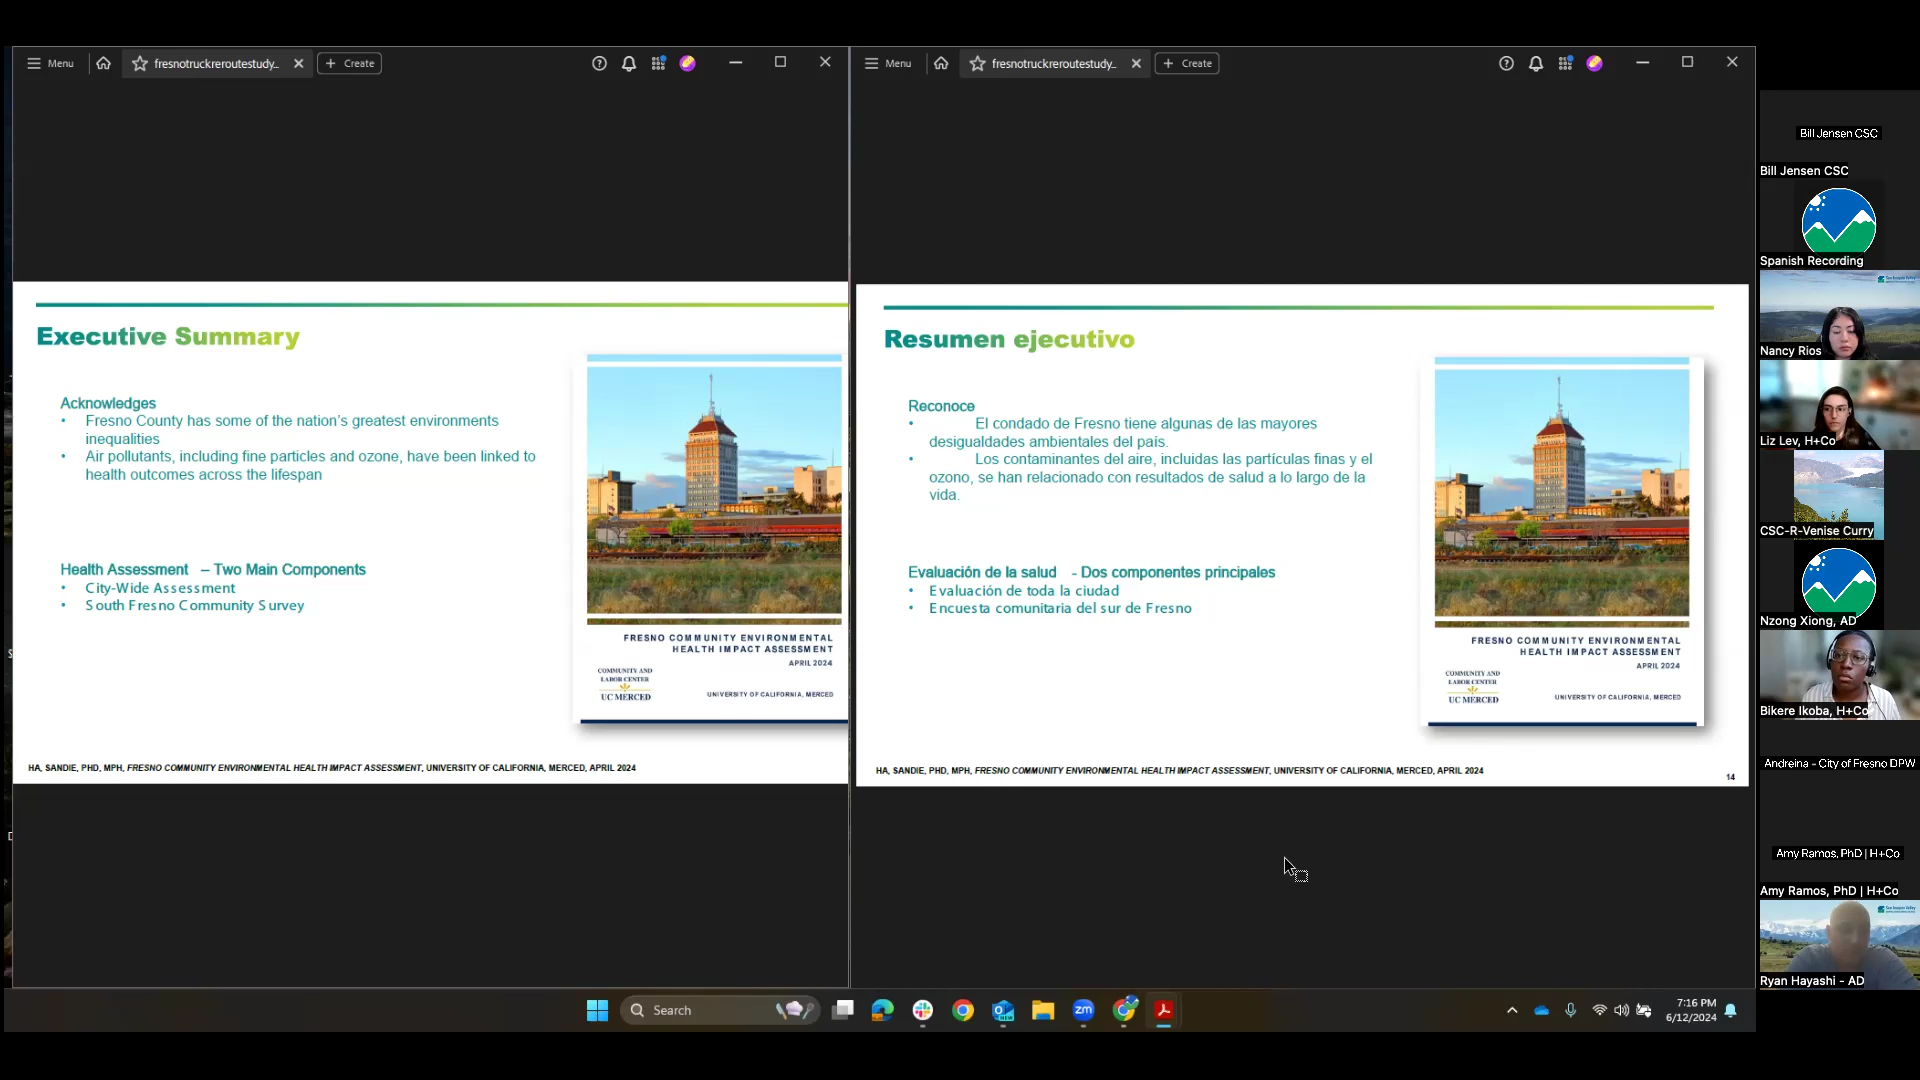 Menu
fresnotruckreroutestudy...
Create
Executive Summary
Acknowledges
• Fresno County has some of the nation's greatest environments
inequalities
• Air pollutants, including fine particles and ozone, have been linked to
health outcomes across the lifespan
Health Assessment – Two Main Components
• City-Wide Assessment
• South Fresno Community Survey
FRESNO COMMUNITY ENVIRONMENTAL
HEALTH IMPACT ASSESSMENT
APRIL 2024
COMMUNITY AND
LABOR CENTER
UC MERCED
UNIVERSITY OF CALIFORNIA, MERCED
HA, SANDIE, PHD, MPH, FRESNO COMMUNITY ENVIRONMENTAL HEALTH IMPACT ASSESSMENT, UNIVERSITY OF CALIFORNIA, MERCED, APRIL 2024
Menu
fresnotruckreroutestudy...
Create
Resumen ejecutivo
Reconoce
• El condado de Fresno tiene algunas de las mayores
desigualdades ambientales del país.
• Los contaminantes del aire, incluidas las partículas finas y el
ozono, se han relacionado con resultados de salud a lo largo de la
vida.
Evaluación de la salud - Dos componentes principales
• Evaluación de toda la ciudad
• Encuesta comunitaria del sur de Fresno
FRESNO COMMUNITY ENVIRONMENTAL
HEALTH IMPACT ASSESSMENT
APRIL 2024
COMMUNITY AND
LABOR CENTER
UC MERCED
UNIVERSITY OF CALIFORNIA, MERCED
HA, SANDIE, PHD, MPH, FRESNO COMMUNITY ENVIRONMENTAL HEALTH IMPACT ASSESSMENT, UNIVERSITY OF CALIFORNIA, MERCED, APRIL 2024
14
Bill Jensen CSC
Bill Jensen CSC
Spanish Recording
Nancy Rios
Liz Lev, H+Co
CSC-R-Venise Curry
Nzong Xiong, AD
Bikere Ikoba, H+Co
Andreina - City of Fresno DPW
Amy Ramos, PhD | H+Co
Amy Ramos, PhD | H+Co
Ryan Hayashi - AD
Search
zm
7:16 PM
6/12/2024